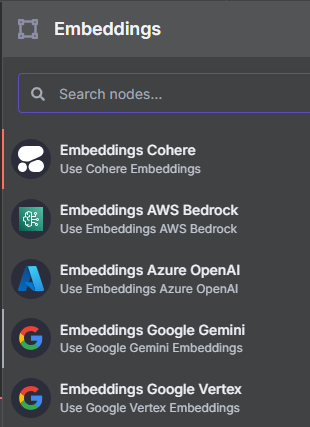 Embeddings
Search nodes...
Embeddings Cohere
Use Cohere Embeddings
Embeddings AWS Bedrock
Use Embeddings AWS Bedrock
Embeddings Azure OpenAI
Use Embeddings Azure OpenAI
Embeddings Google Gemini
Use Google Gemini Embeddings
Embeddings Google Vertex
Use Google Vertex Embeddings